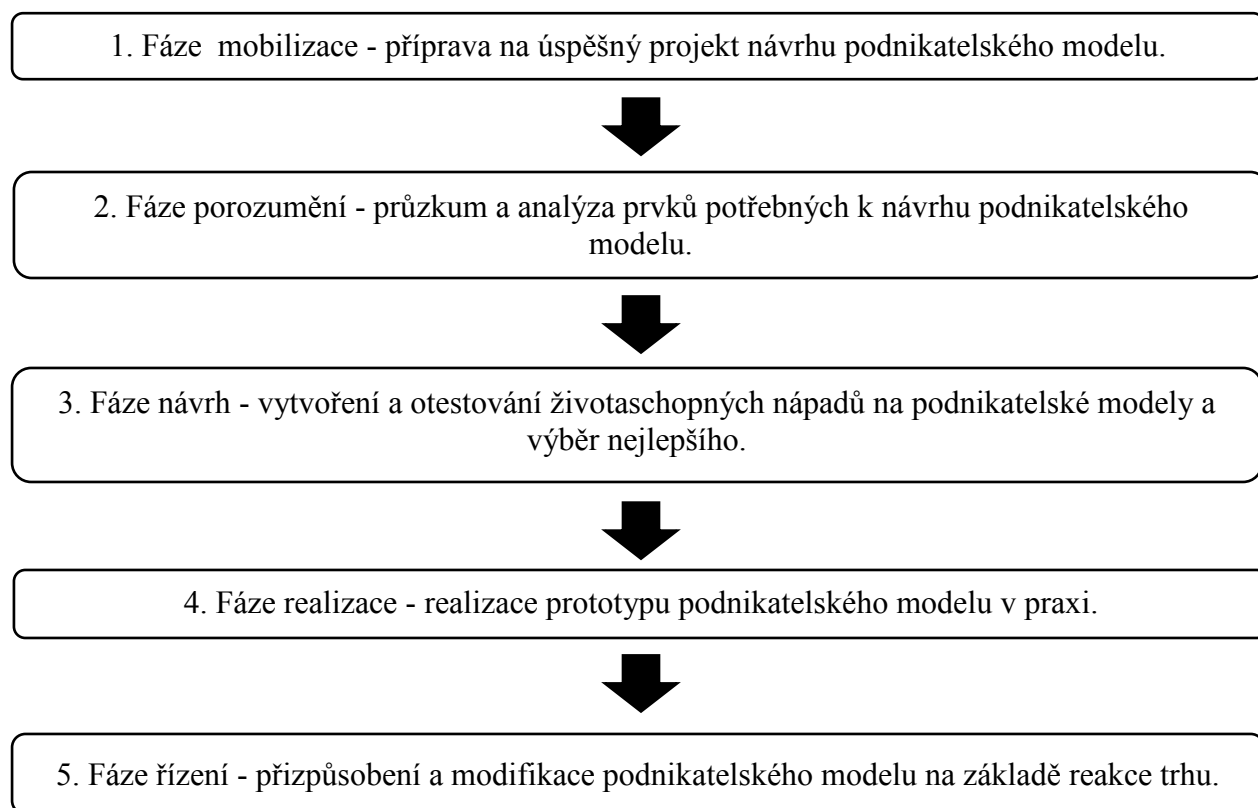 1. Fáze  mobilizace - příprava na úspěšný projekt návrhu podnikatelského modelu.
2. Fáze porozumění - průzkum a analýza prvků potřebných k návrhu podnikatelského
modelu.
3. Fáze návrh - vytvoření a otestování životaschopných nápadů na podnikatelské modely a
výběr nejlepšího.
4. Fáze realizace - realizace prototypu podnikatelského modelu v praxi.
5. Fáze řízení - přizpůsobení a modifikace podnikatelského modelu na základě reakce trhu.